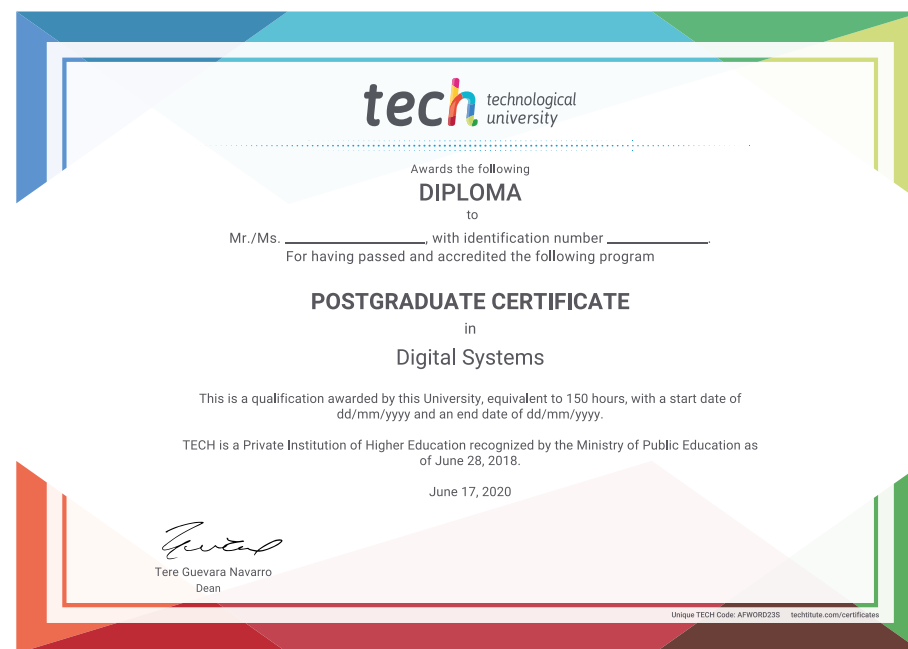 tech technological
university
Awards the following
DIPLOMA
to
Mr./Ms. ____________________, with identification number __________________.
For having passed and accredited the following program
POSTGRADUATE CERTIFICATE
in
Digital Systems
This is a qualification awarded by this University, equivalent to 150 hours, with a start date of
dd/mm/yyyy and an end date of dd/mm/yyyy.
TECH is a Private Institution of Higher Education recognized by the Ministry of Public Education as
of June 28, 2018.
June 17, 2020
Tere Guevara Navarro
Dean
Unique TECH Code: AFWORD23S techtitute.com/certificates